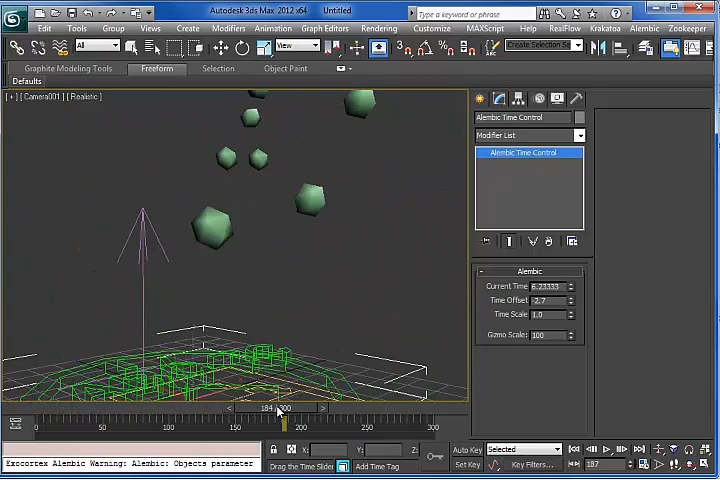 Autodesk 3ds Max 2012 x64 Untitled
Type a keyword or phrase
Edit Tools Group Views Create Modifiers Animation Graph Editors Rendering Customize MAXScript RealFlow Krakatoa Alembic Zookeeper
All View 3 Create Selection Se
Graphite Modeling Tools Freeform Selection Object Paint
Defaults
[ + ] [ Camera001 ] [ Realistic ]
Alembic Time Control
Modifier List
Alembic Time Control
- Alembic
Current Time 6.23333
Time Offset -2.7
Time Scale 1.0
Gizmo Scale: 100
< 184 / 300 >
0 50 100 150 200 250 300
X: Y: Z: Auto Key Selected
Exocortex Alembic Warning: Alembic: Objects parameter
Drag the Time Slider Add Time Tag Set Key Key Filters... 187